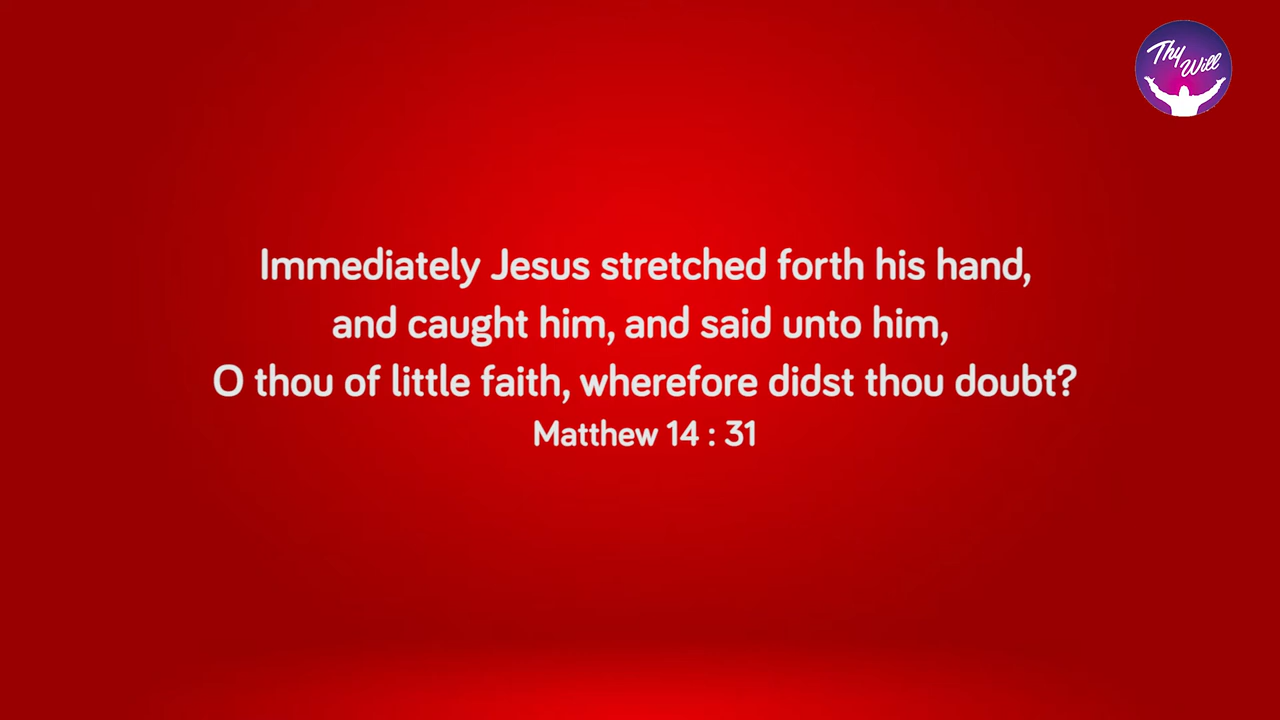 Thy
Will
Immediately Jesus stretched forth his hand,
and caught him, and said unto him,
O thou of little faith, wherefore didst thou doubt?
Matthew 14 : 31